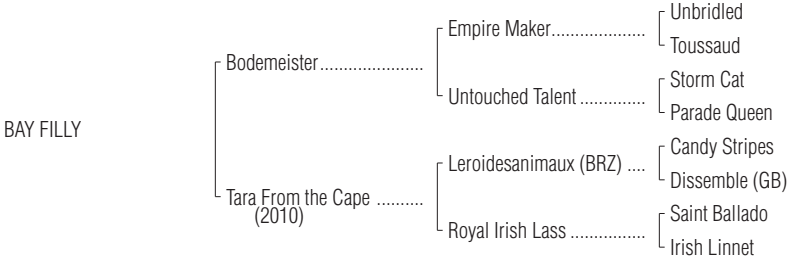 Unbridled
Empire Maker....................
Toussaud
Bodemeister......................
Storm Cat
Untouched Talent ..............
Parade Queen
BAY FILLY
Candy Stripes
Leroidesanimaux (BRZ) ....
Dissemble (GB)
Tara From the Cape ..........
(2010)
Saint Ballado
Royal Irish Lass ................
Irish Linnet